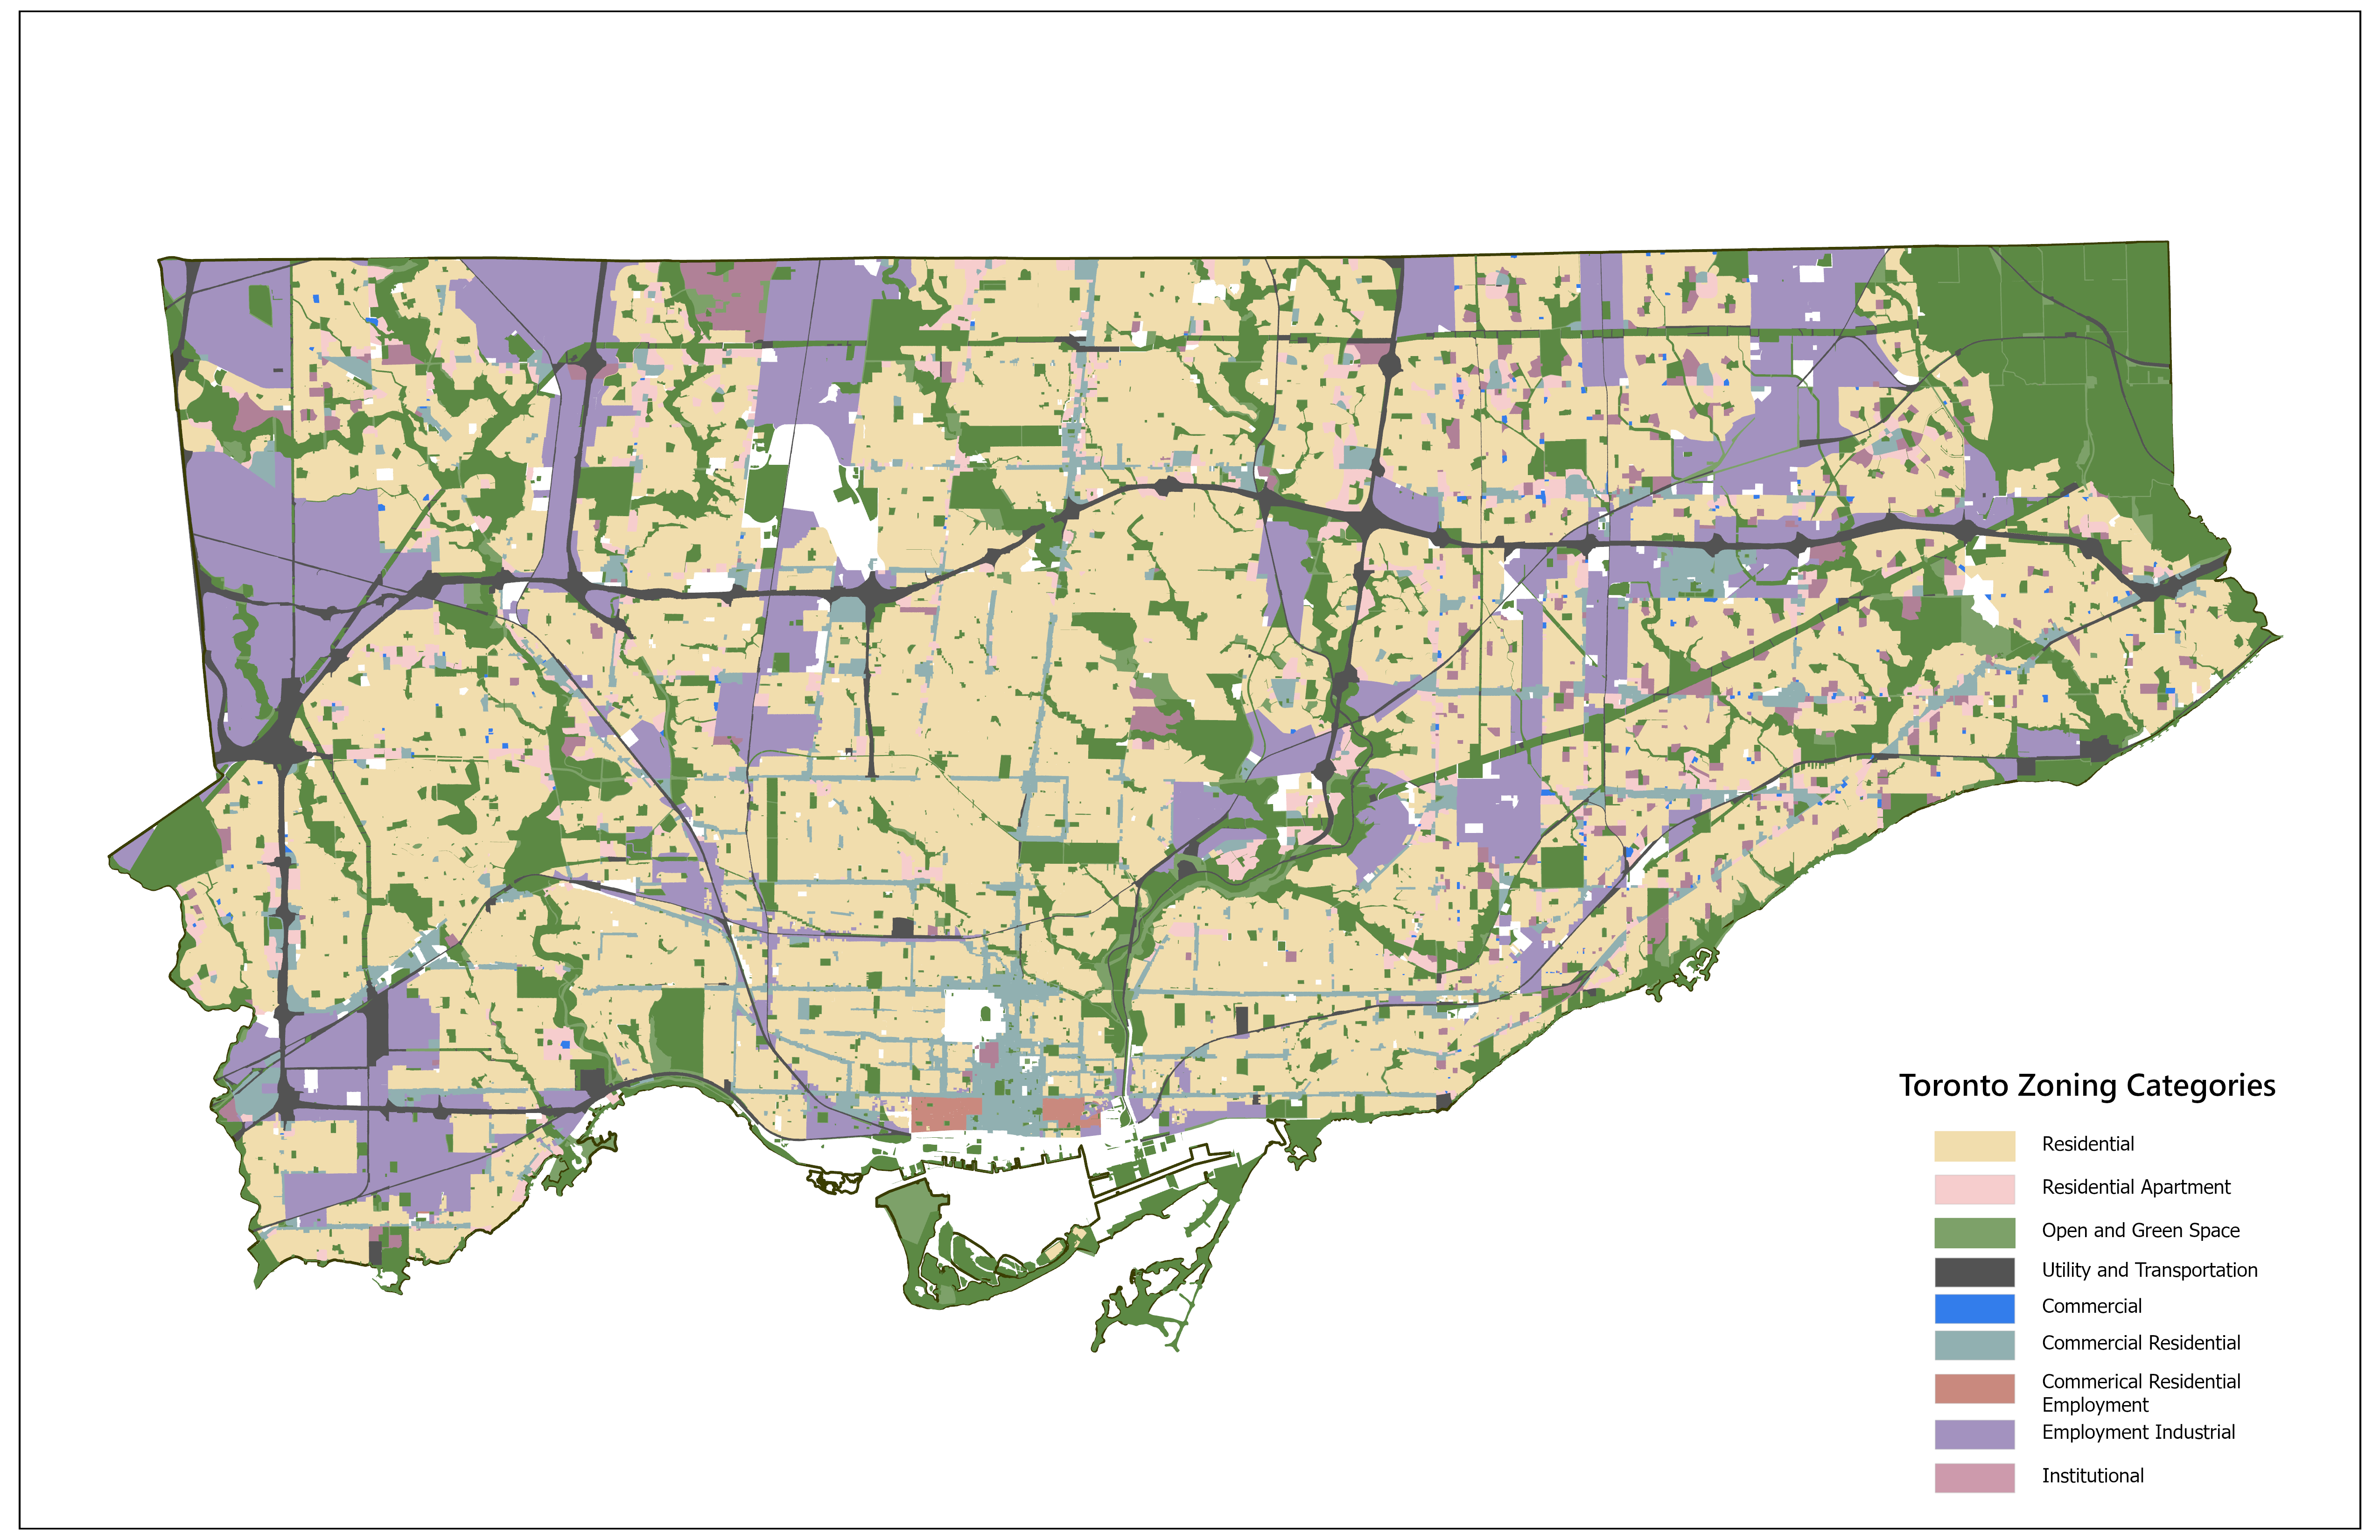 Toronto Zoning Categories
Residential
Residential Apartment
Open and Green Space
Utility and Transportation
Commercial
Commercial Residential
Commerical Residential
Employment
Employment Industrial
Institutional